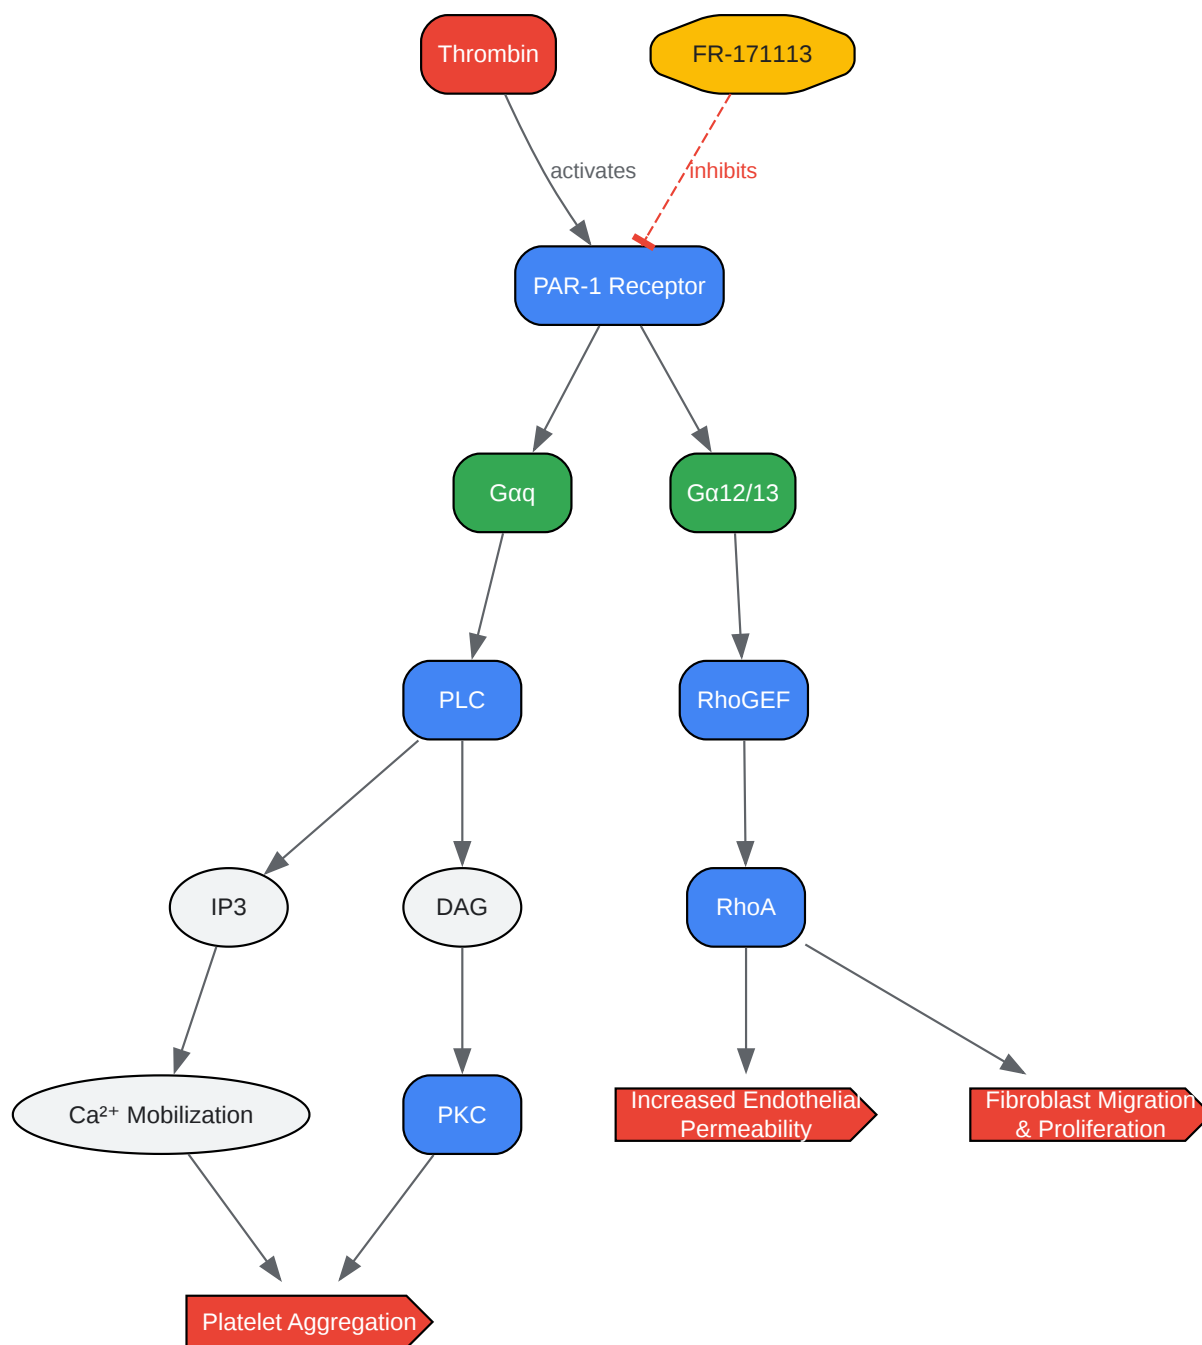 Thrombin
FR-171113
activates
inhibits
PAR-1 Receptor
Gαq
Gα12/13
PLC
RhoGEF
IP3
DAG
RhoA
Ca²⁺ Mobilization
PKC
Increased Endothelial
Permeability
Fibroblast Migration
& Proliferation
Platelet Aggregation